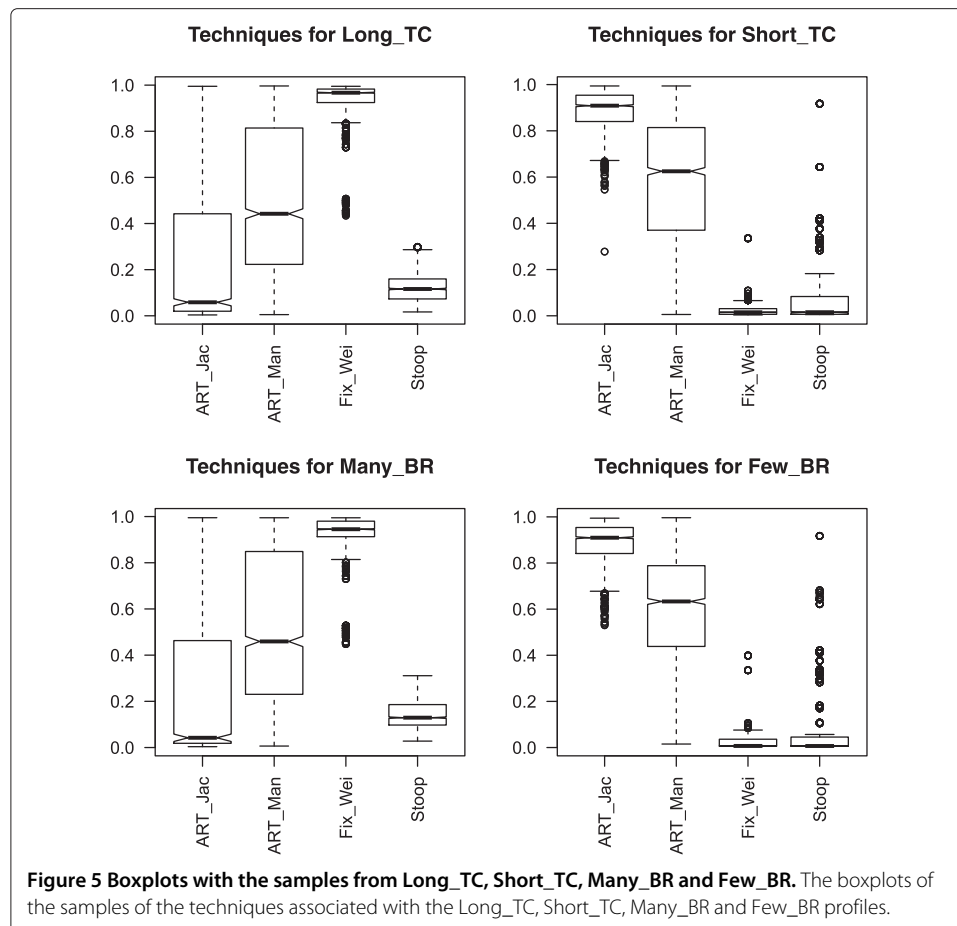 Techniques for Long_TC
1.0
0.8
0.6
0.4
0.2
0.0
ART_Jac
ART_Man
Fix_Wei
Stoop
Techniques for Short_TC
1.0
0.8
0.6
0.4
0.2
0.0
ART_Jac
ART_Man
Fix_Wei
Stoop
Techniques for Many_BR
1.0
0.8
0.6
0.4
0.2
0.0
ART_Jac
ART_Man
Fix_Wei
Stoop
Techniques for Few_BR
1.0
0.8
0.6
0.4
0.2
0.0
ART_Jac
ART_Man
Fix_Wei
Stoop
Figure 5 Boxplots with the samples from Long_TC, Short_TC, Many_BR and Few_BR. The boxplots of
the samples of the techniques associated with the Long_TC, Short_TC, Many_BR and Few_BR profiles.